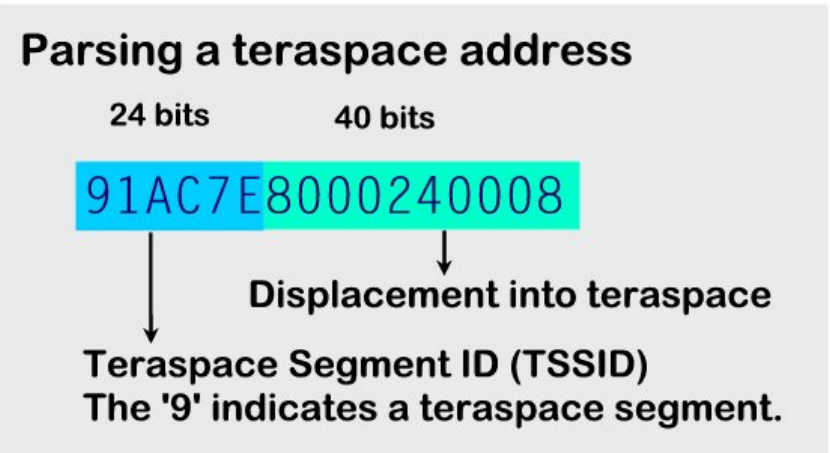 Parsing a teraspace address
24 bits 40 bits
91AC7E8000240008
Displacement into teraspace
Teraspace Segment ID (TSSID)
The '9' indicates a teraspace segment.